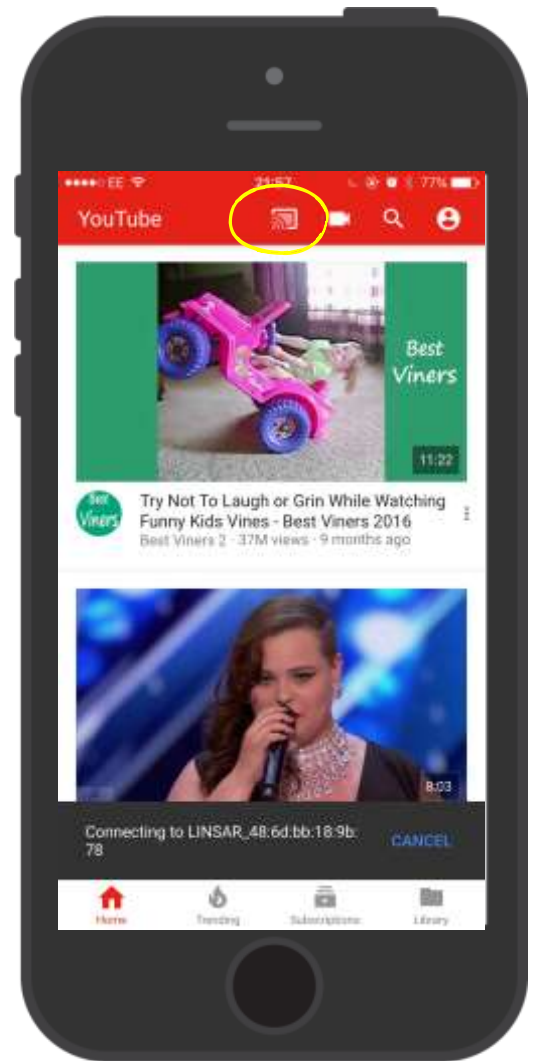 EE 21:57 77%
YouTube
Best
Viners
11:22
Best
Viners
Try Not To Laugh or Grin While Watching
Funny Kids Vines - Best Viners 2016
Best Viners 2 · 37M views · 9 months ago
8:03
Connecting to LINSAR_48:6d:bb:18:9b:
78
CANCEL
Home Trending Subscriptions Library